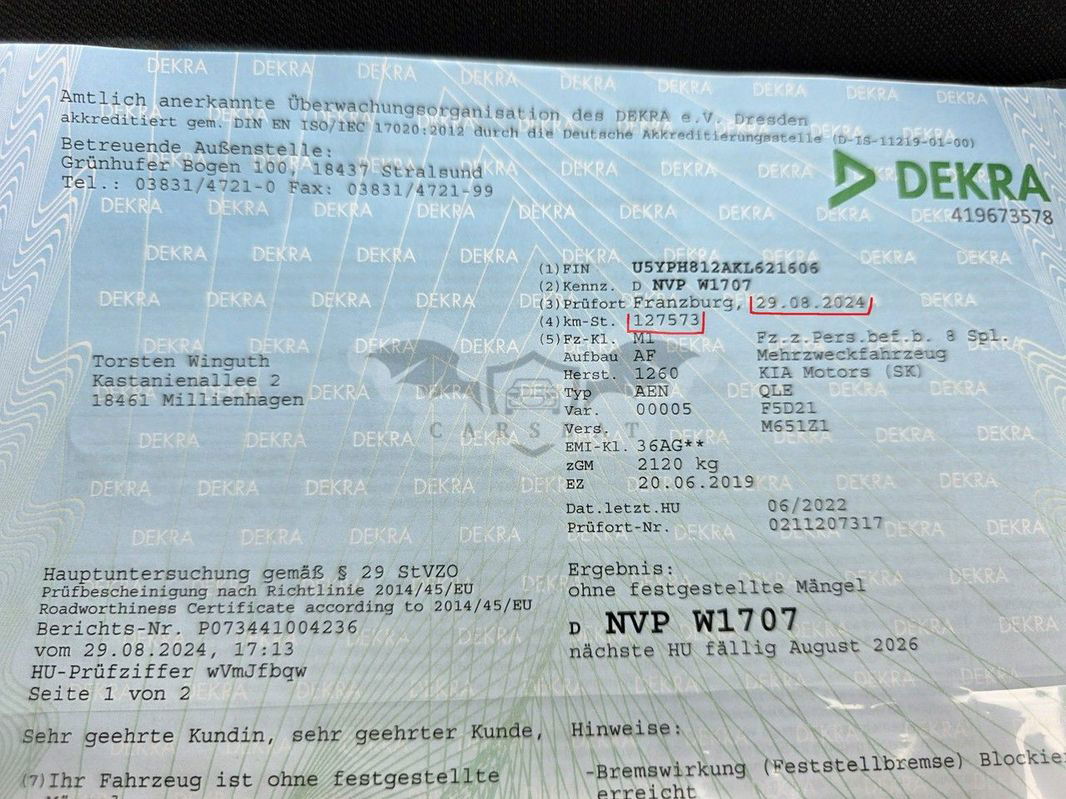 Amtlich anerkannte Überwachungsorganisation des DEKRA e.V. Dresden
akkreditiert gem. DIN EN ISO/IEC 17020:2012 durch die Deutsche Akkreditierungsstelle (D-IS-11219-01-00)
Betreuende Außenstelle:
Grünhufer Bogen 100, 18437 Stralsund
Tel.: 03831/4721-0 Fax: 03831/4721-99
DEKRA
419673578
(1) FIN U5YPH812AKL621606
(2) Kennz. D NVP W1707
(3) Prüfort Franzburg, 29.08.2024
(4) km-St. 127573
(5) Fz-Kl. M1 Fz.z.Pers.bef.b. 8 Spl.
Aufbau AF Mehrzweckfahrzeug
Herst. 1260 KIA Motors (SK)
Typ AEN QLE
Var. 00005 F5D21
Vers. M651Z1
EMI-Kl. 36AG**
zGM 2120 kg
EZ 20.06.2019
Dat.letzt.HU 06/2022
Prüfort-Nr. 0211207317
Torsten Winguth
Kastanienallee 2
18461 Millienhagen
CARS T
Hauptuntersuchung gemäß § 29 StVZO
Prüfbescheinigung nach Richtlinie 2014/45/EU
Roadworthiness Certificate according to 2014/45/EU
Berichts-Nr. P073441004236
vom 29.08.2024, 17:13
HU-Prüfziffer wVmJfbqw
Seite 1 von 2
Ergebnis:
ohne festgestellte Mängel
D NVP W1707
nächste HU fällig August 2026
Sehr geehrte Kundin, sehr geehrter Kunde,
(7) Ihr Fahrzeug ist ohne festgestellte
Hinweise:
-Bremswirkung (Feststellbremse)
erreicht